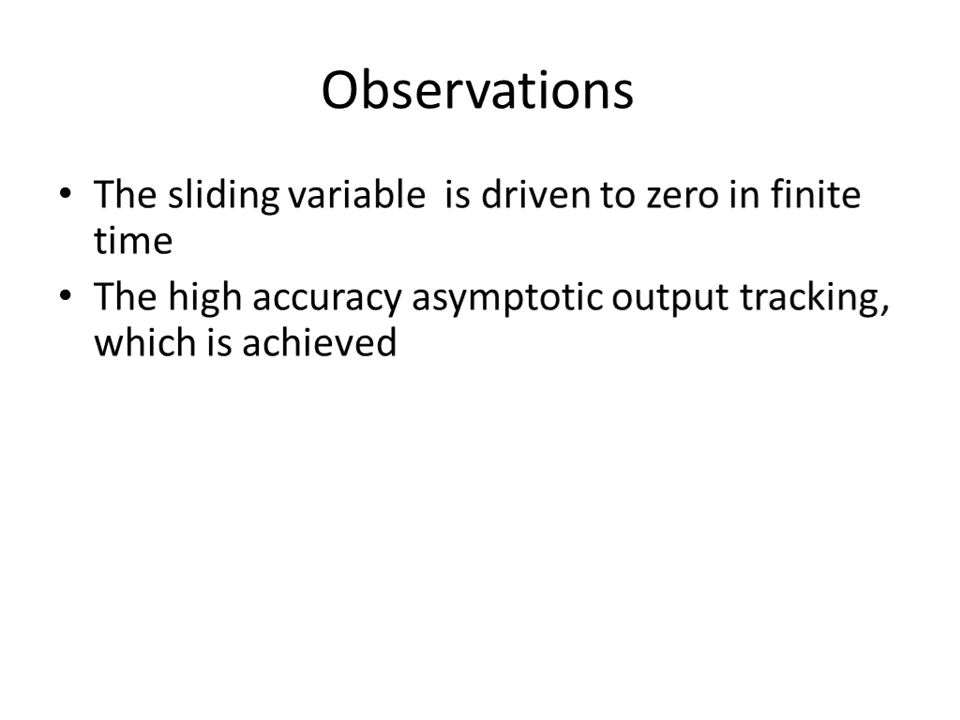 Observations
• The sliding variable  is driven to zero in finite
time
• The high accuracy asymptotic output tracking,
which is achieved